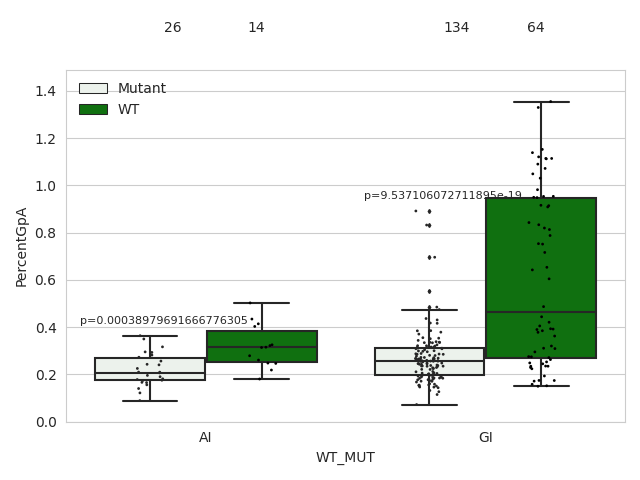 26 14 134 64
Mutant
WT
1.4
1.2
1.0
0.8
0.6
0.4
0.2
0.0
PercentGpA
p=0.00038979691666776305
p=9.537106072711895e-19
AI GI
WT_MUT